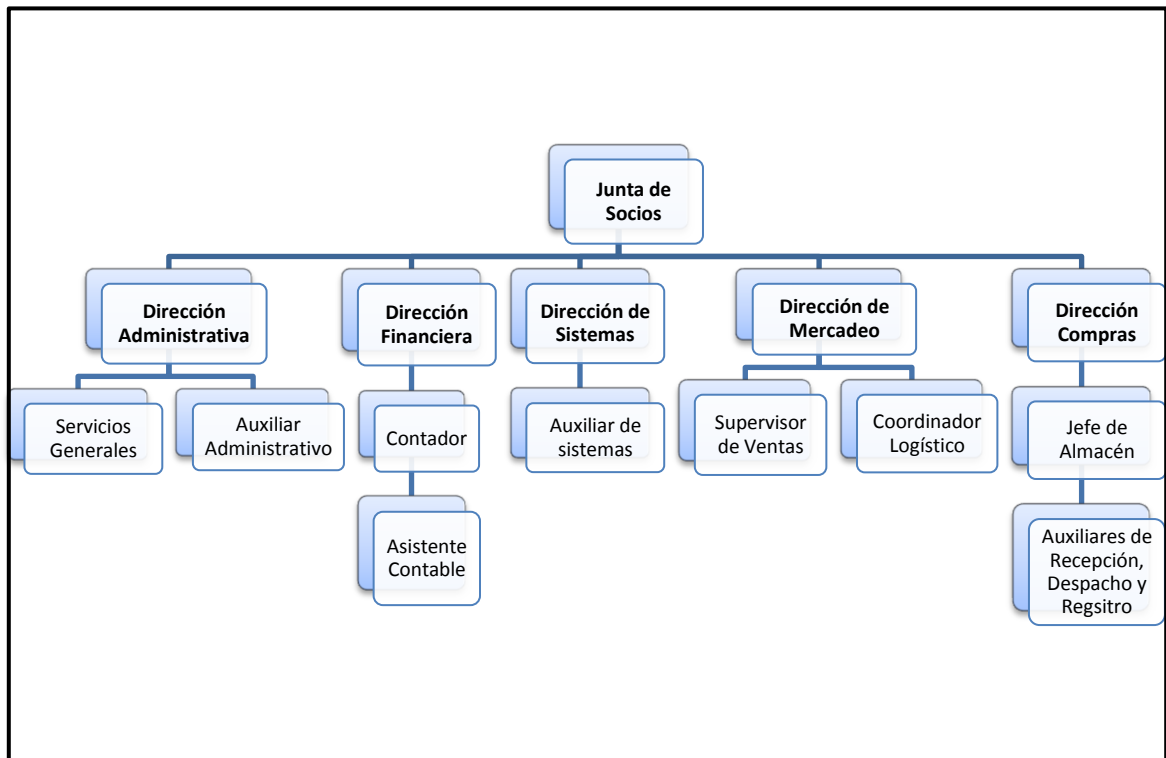 Junta de
Socios
Dirección
Administrativa
Dirección
Financiera
Dirección de
Sistemas
Dirección de
Mercadeo
Dirección
Compras
Servicios
Generales
Auxiliar
Administrativo
Contador
Auxiliar de
sistemas
Supervisor
de Ventas
Coordinador
Logístico
Jefe de
Almacén
Asistente
Contable
Auxiliares de
Recepción,
Despacho y
Regsitro